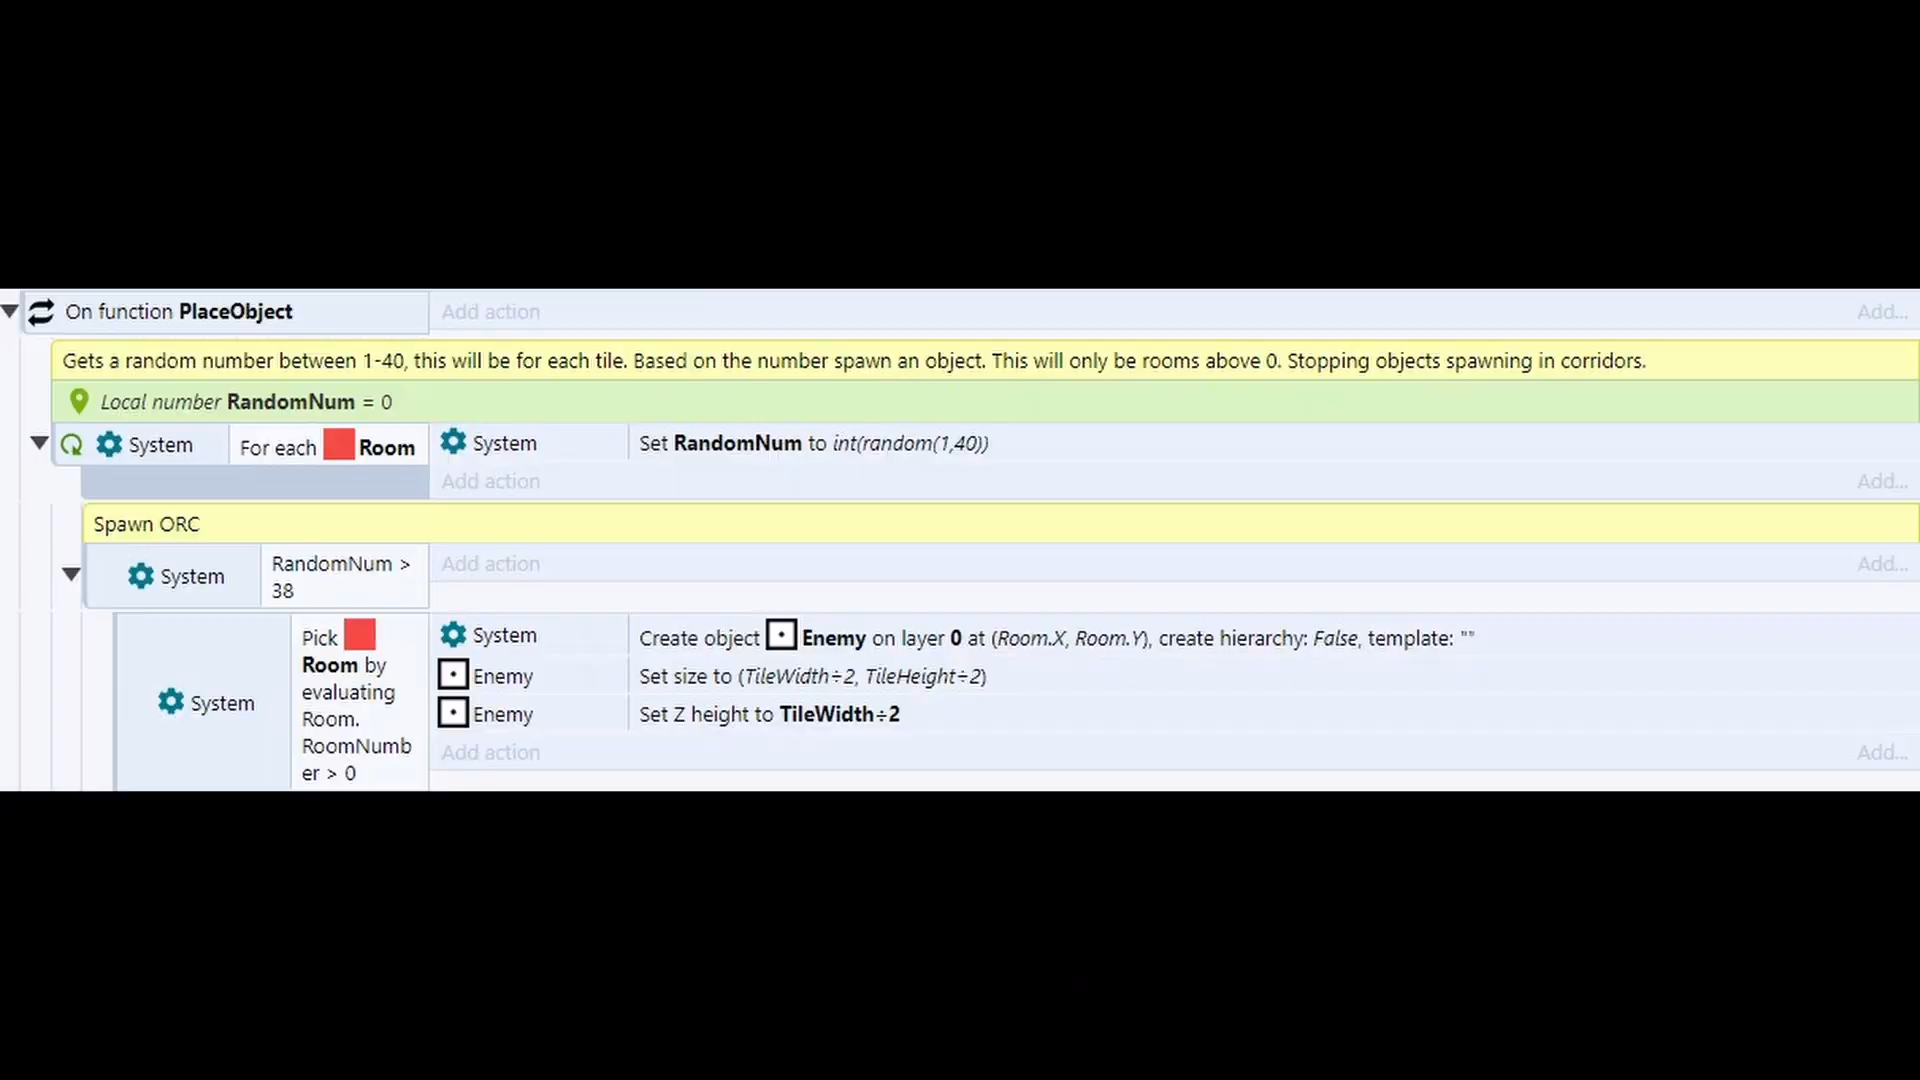 On function PlaceObject
Add action
Add...
Gets a random number between 1-40, this will be for each tile. Based on the number spawn an object. This will only be rooms above 0. Stopping objects spawning in corridors.
Local number RandomNum = 0
System
For each Room
System
Set RandomNum to int(random(1,40))
Add action
Add...
Spawn ORC
System
RandomNum >
38
Add action
Add...
System
Pick
Room by
evaluating
Room.
RoomNumb
er > 0
System
Create object Enemy on layer 0 at (Room.X, Room.Y), create hierarchy: False, template: ""
Enemy
Set size to (TileWidth÷2, TileHeight÷2)
Enemy
Set Z height to TileWidth÷2
Add action
Add...